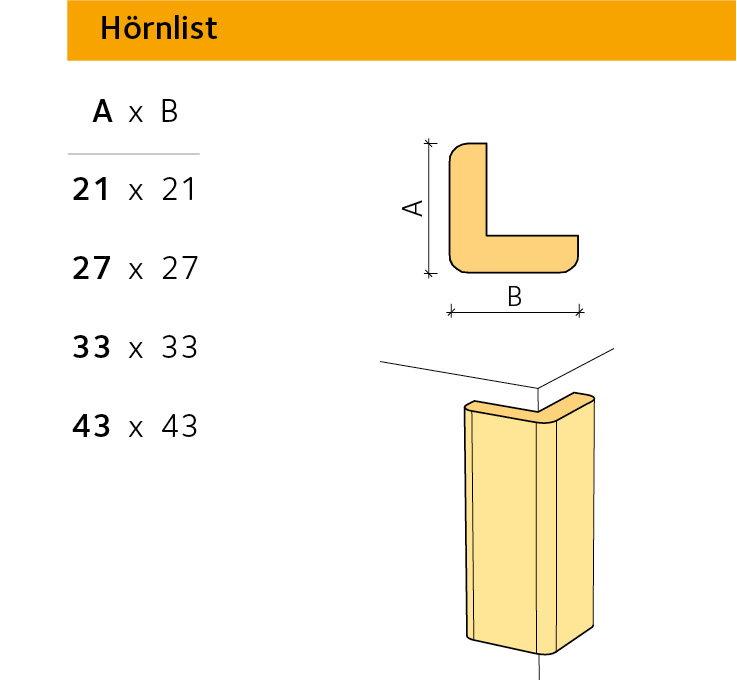 Hörnlist
A x B
21 x 21
27 x 27
33 x 33
43 x 43
A
B